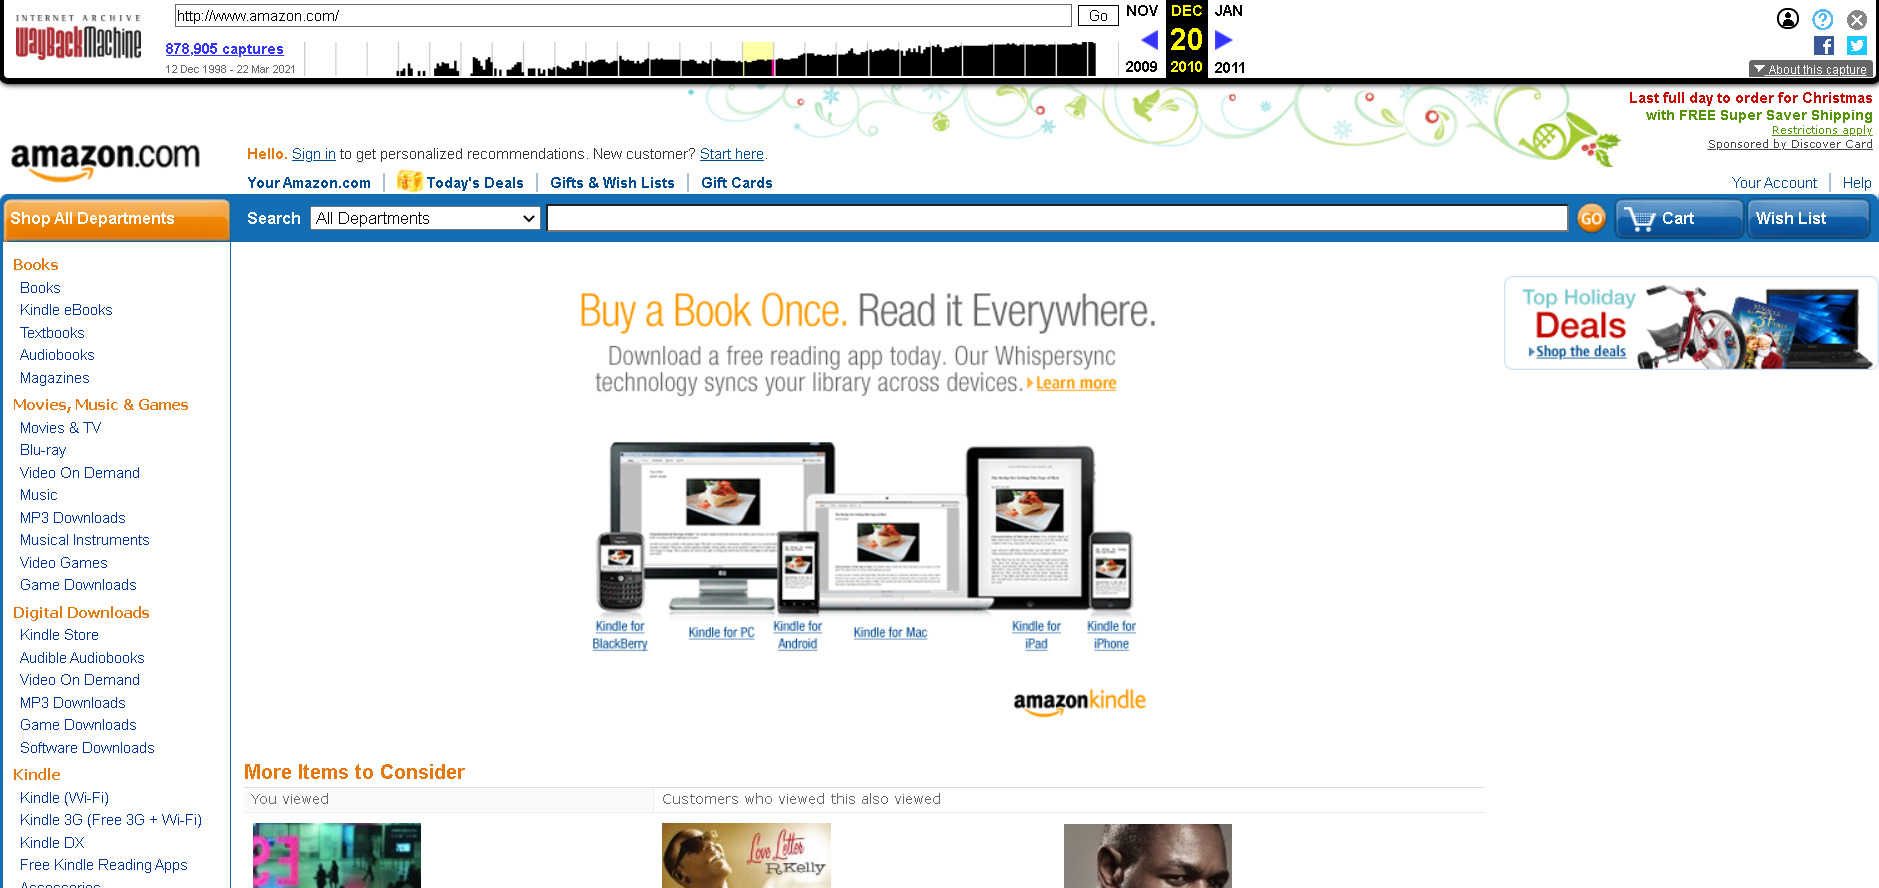 INTERNET ARCHIVE
WayBackMachine
http://www.amazon.com/
Go
878,905 captures
12 Dec 1998 - 22 Mar 2021
NOV DEC JAN
20
2009 2010 2011
About this capture
Last full day to order for Christmas
with FREE Super Saver Shipping
Restrictions apply
Sponsored by Discover Card
amazon.com
Hello. Sign in to get personalized recommendations. New customer? Start here.
Your Amazon.com
Today's Deals
Gifts & Wish Lists
Gift Cards
Your Account
Help
Shop All Departments
Search
All Departments
GO
Cart
Wish List
Books
Books
Kindle eBooks
Textbooks
Audiobooks
Magazines
Movies, Music & Games
Movies & TV
Blu-ray
Video On Demand
Music
MP3 Downloads
Musical Instruments
Video Games
Game Downloads
Digital Downloads
Kindle Store
Audible Audiobooks
Video On Demand
MP3 Downloads
Game Downloads
Software Downloads
Kindle
Kindle (Wi-Fi)
Kindle 3G (Free 3G + Wi-Fi)
Kindle DX
Free Kindle Reading Apps
Accessories
Buy a Book Once. Read it Everywhere.
Download a free reading app today. Our Whispersync
technology syncs your library across devices. Learn more
Kindle for
BlackBerry
Kindle for PC
Kindle for
Android
Kindle for Mac
Kindle for
iPad
Kindle for
iPhone
amazonkindle
Top Holiday
Deals
Shop the deals
More Items to Consider
You viewed
Customers who viewed this also viewed
Love Letter
R.Kelly